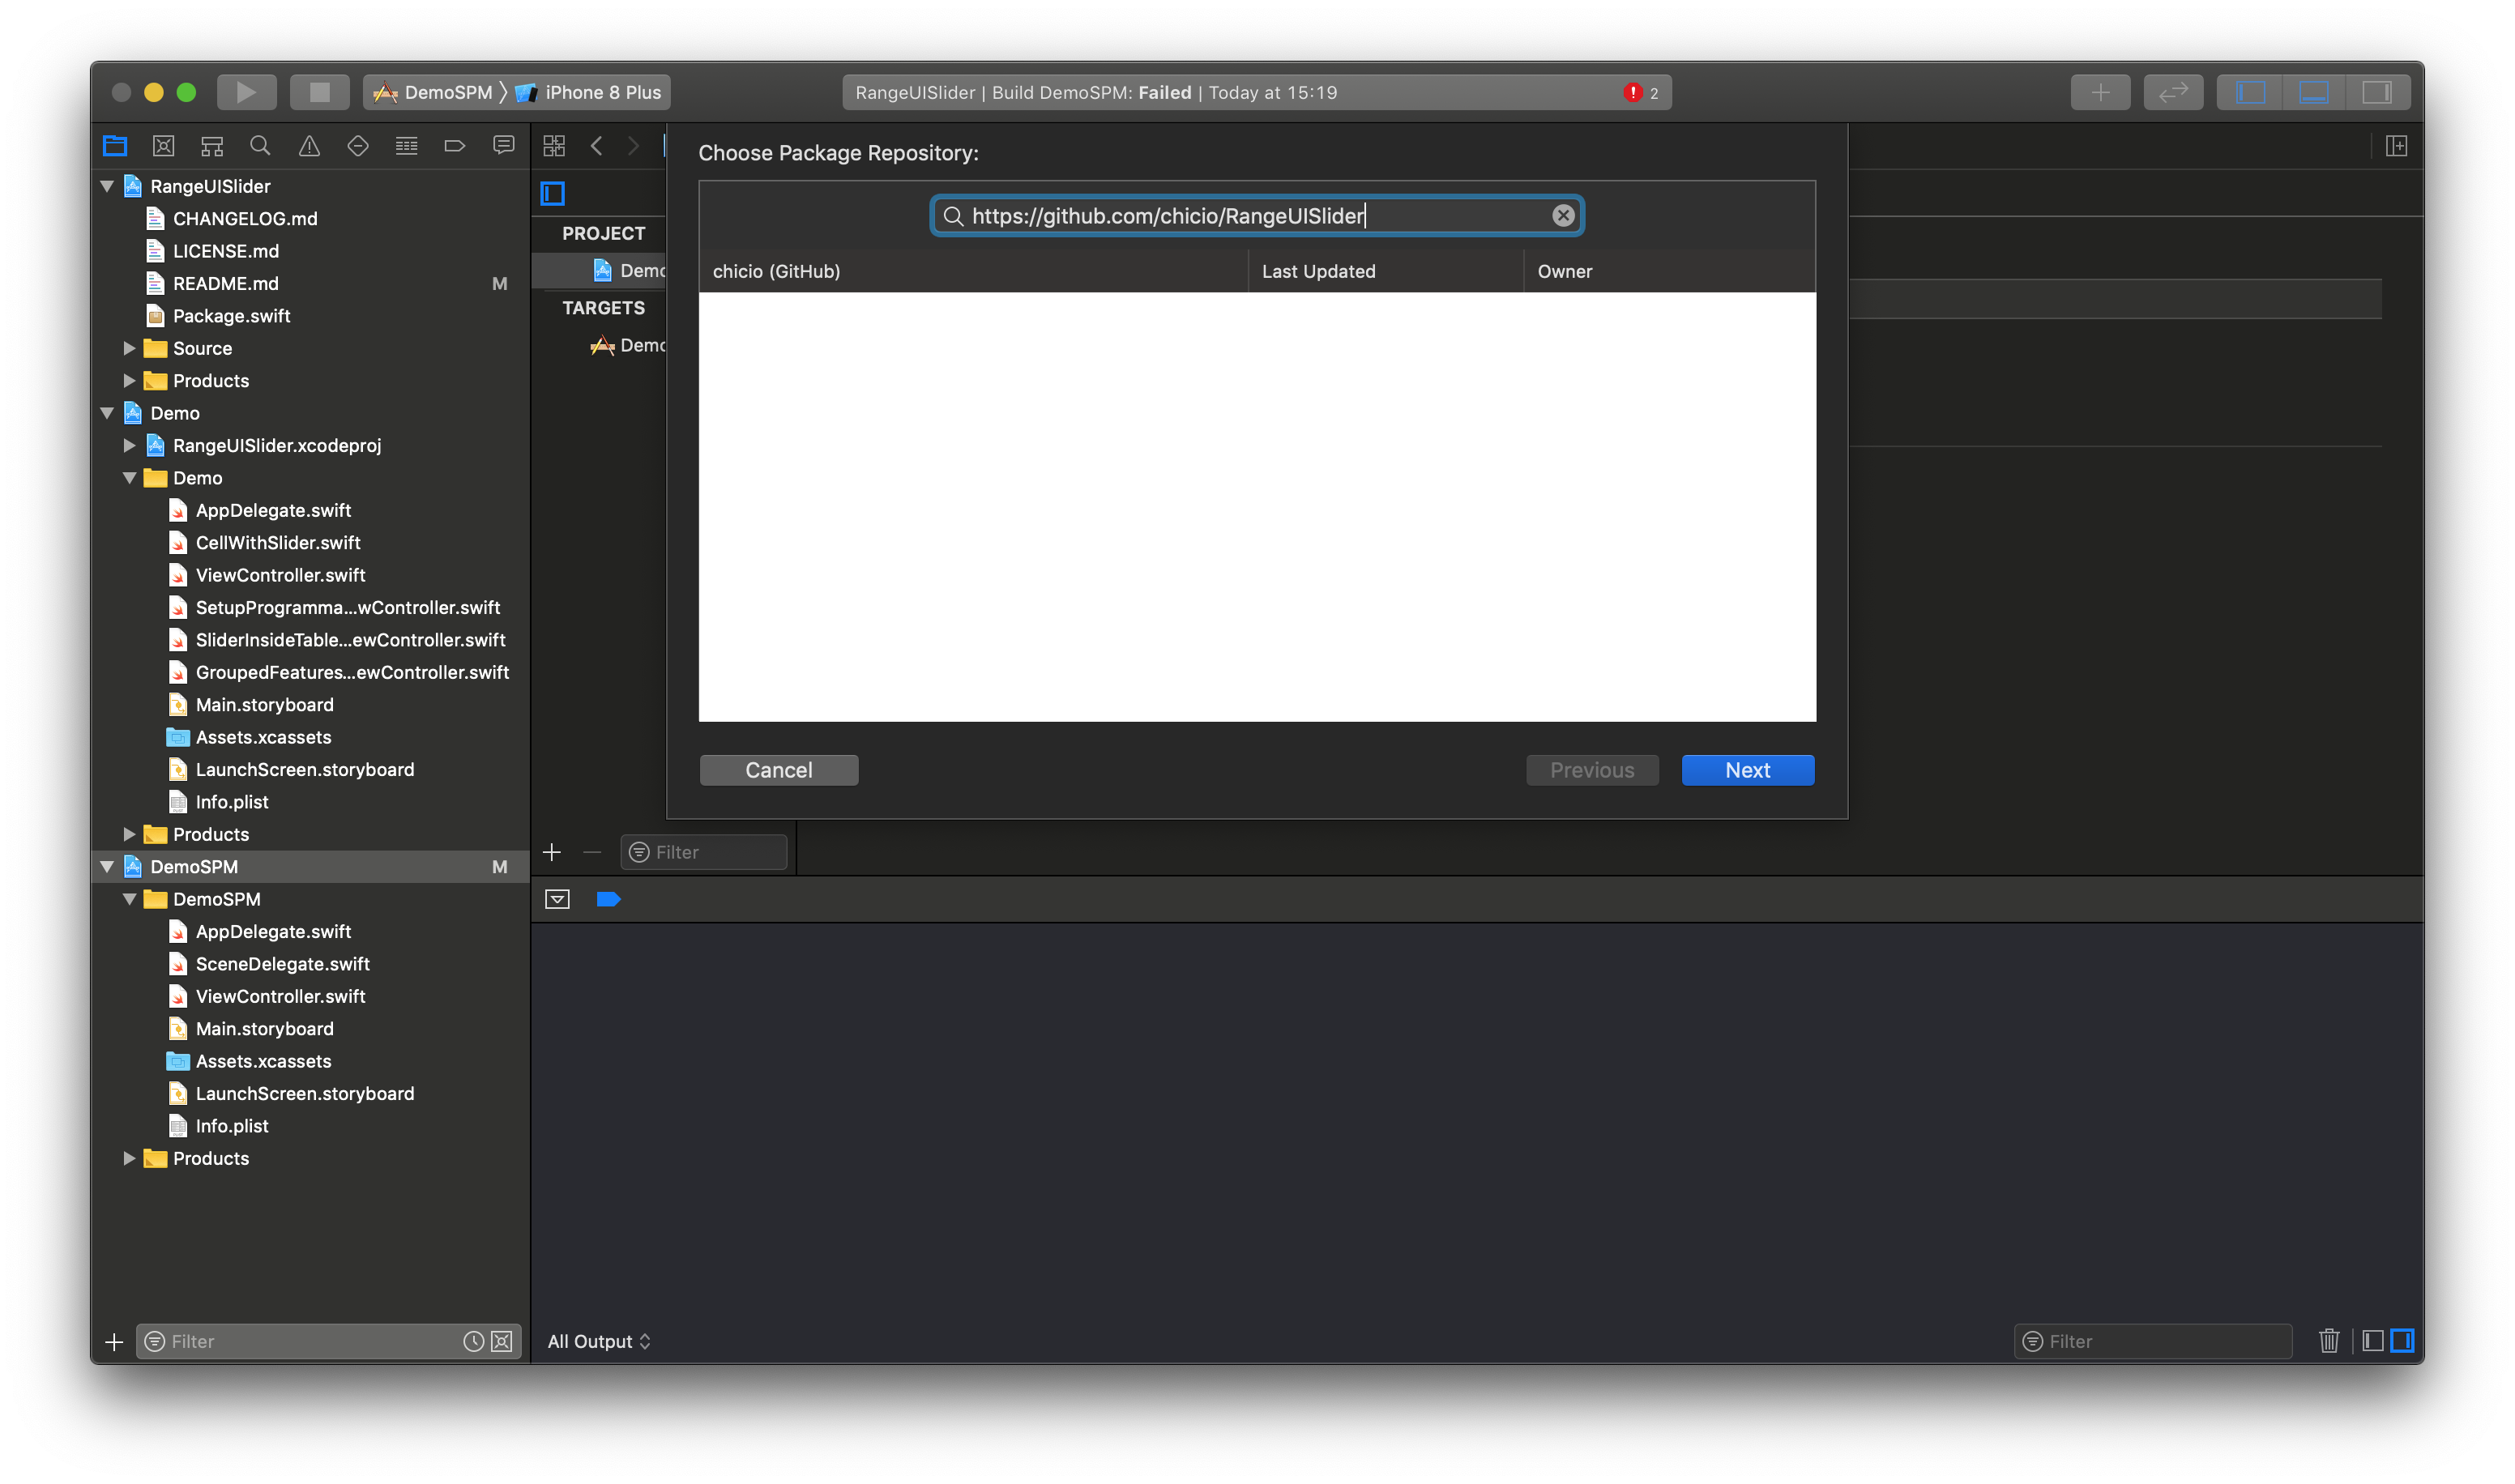 DemoSPM
iPhone 8 Plus
RangeUISlider | Build DemoSPM: Failed | Today at 15:19
2
RangeUISlider
CHANGELOG.md
LICENSE.md
README.md M
Package.swift
Source
Products
Demo
RangeUISlider.xcodeproj
Demo
AppDelegate.swift
CellWithSlider.swift
ViewController.swift
SetupProgramma...wController.swift
SliderInsideTable...ewController.swift
GroupedFeatures...ewController.swift
Main.storyboard
Assets.xcassets
LaunchScreen.storyboard
Info.plist
Products
DemoSPM M
DemoSPM
AppDelegate.swift
SceneDelegate.swift
ViewController.swift
Main.storyboard
Assets.xcassets
LaunchScreen.storyboard
Info.plist
Products
Filter
PROJECT
Demo
TARGETS
Demo
Filter
Choose Package Repository:
https://github.com/chicio/RangeUISlider
chicio (GitHub) Last Updated Owner
Cancel Previous Next
All Output
Filter